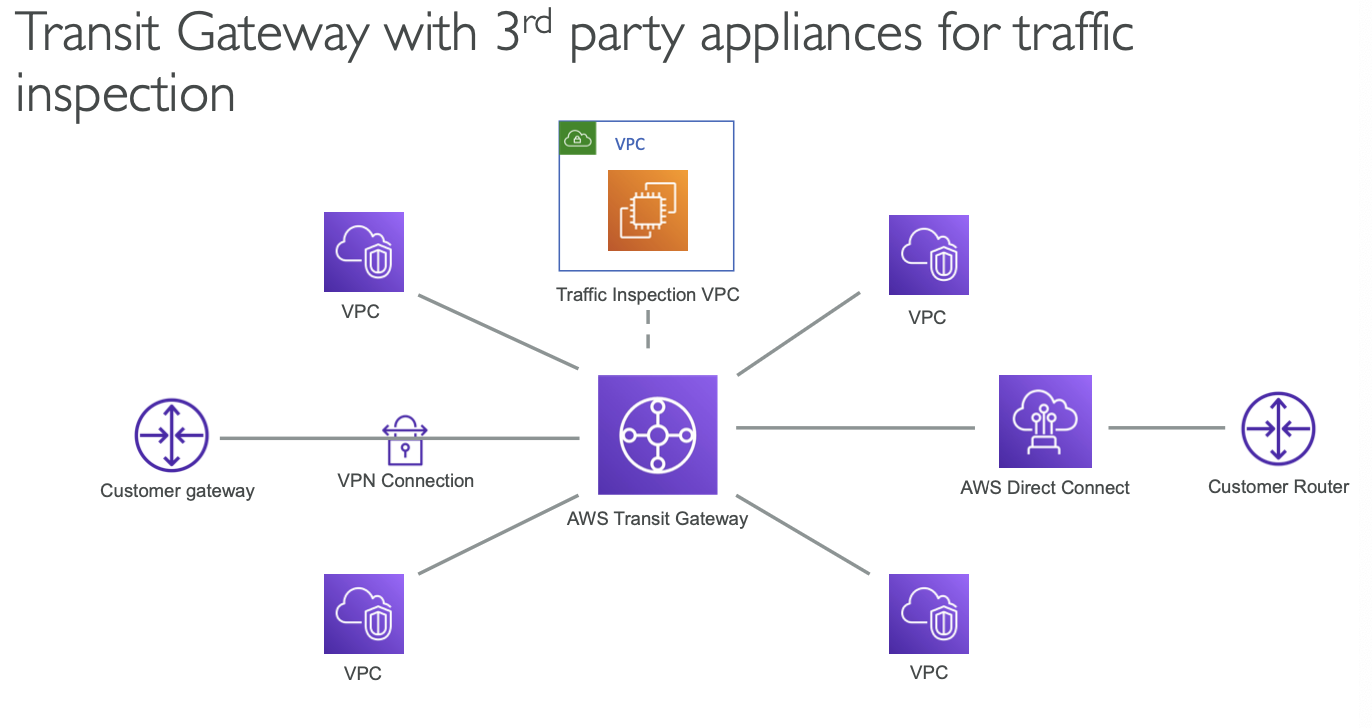 Transit Gateway with 3rd party appliances for traffic
inspection
VPC
Traffic Inspection VPC
VPC
VPC
Customer gateway
VPN Connection
AWS Transit Gateway
AWS Direct Connect
Customer Router
VPC
VPC